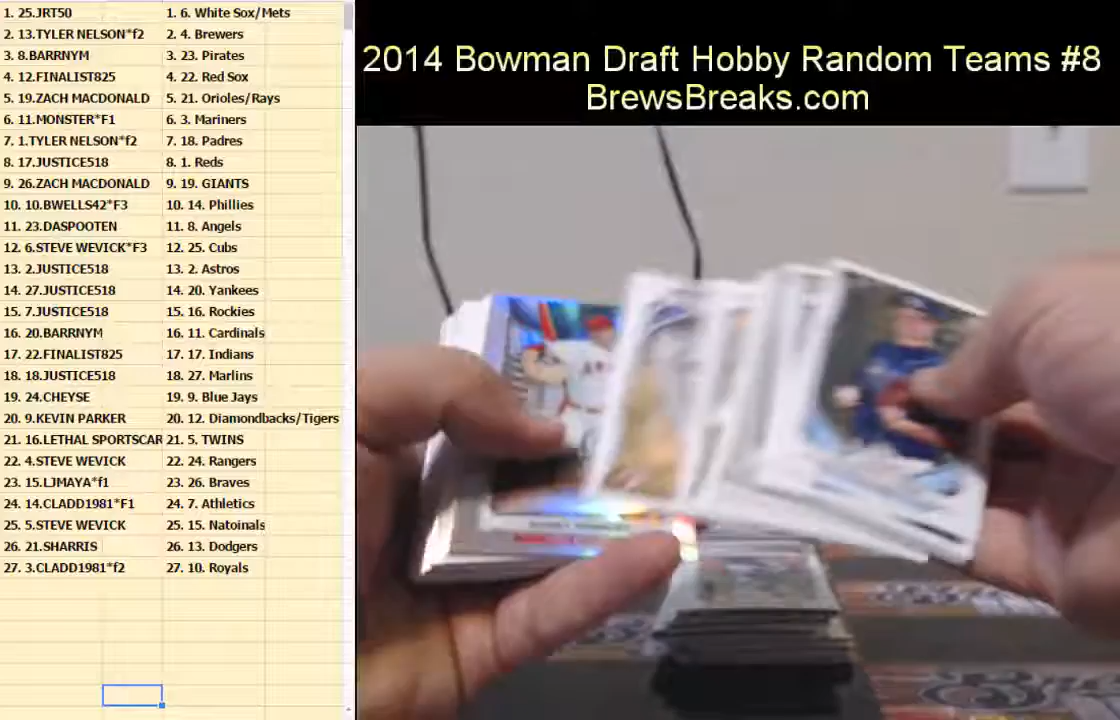 2014 Bowman Draft Hobby Random Teams #8
BrewsBreaks.com
1. 25.JRT50 1. 6. White Sox/Mets
2. 13.TYLER NELSON*f2 2. 4. Brewers
3. 8.BARRNYM 3. 23. Pirates
4. 12.FINALIST825 4. 22. Red Sox
5. 19.ZACH MACDONALD 5. 21. Orioles/Rays
6. 11.MONSTER*F1 6. 3. Mariners
7. 1.TYLER NELSON*f2 7. 18. Padres
8. 17.JUSTICE518 8. 1. Reds
9. 26.ZACH MACDONALD 9. 19. GIANTS
10. 10.BWELLS42*F3 10. 14. Phillies
11. 23.DASPOOTEN 11. 8. Angels
12. 6.STEVE WEVICK*F3 12. 25. Cubs
13. 2.JUSTICE518 13. 2. Astros
14. 27.JUSTICE518 14. 20. Yankees
15. 7.JUSTICE518 15. 16. Rockies
16. 20.BARRNYM 16. 11. Cardinals
17. 22.FINALIST825 17. 17. Indians
18. 18.JUSTICE518 18. 27. Marlins
19. 24.CHEYSE 19. 9. Blue Jays
20. 9.KEVIN PARKER 20. 12. Diamondbacks/Tigers
21. 16.LETHAL SPORTSCAR 21. 5. TWINS
22. 4.STEVE WEVICK 22. 24. Rangers
23. 15.LJMAYA*f1 23. 26. Braves
24. 14.CLADD1981*F1 24. 7. Athletics
25. 5.STEVE WEVICK 25. 15. Natoinals
26. 21.SHARRIS 26. 13. Dodgers
27. 3.CLADD1981*f2 27. 10. Royals